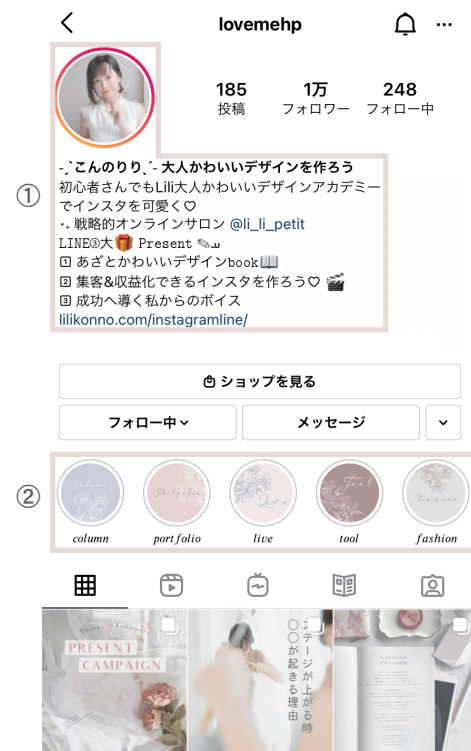 lovemehp
185 1万 248
投稿 フォロワー フォロー中
-ˏˋこんのりりˎˊ- 大人かわいいデザインを作ろう
① 初心者さんでもLili大人かわいいデザインアカデミー
でインスタを可愛く♡
戦略的オンラインサロン @li_li_petit
LINE③大🎁 Present ✎
1 あざとかわいいデザインbook📖
2 集客&収益化できるインスタを作ろう♡ 🎬
3 成功へ導く私からのボイス
lilikonno.com/instagramline/
ショップを見る
フォロー中 メッセージ
②
Column Portfolio Live Tool
column portfolio live tool fashion
PRESENT
CAMPAIGN
ステージが上がる時
〇〇が起きる理由